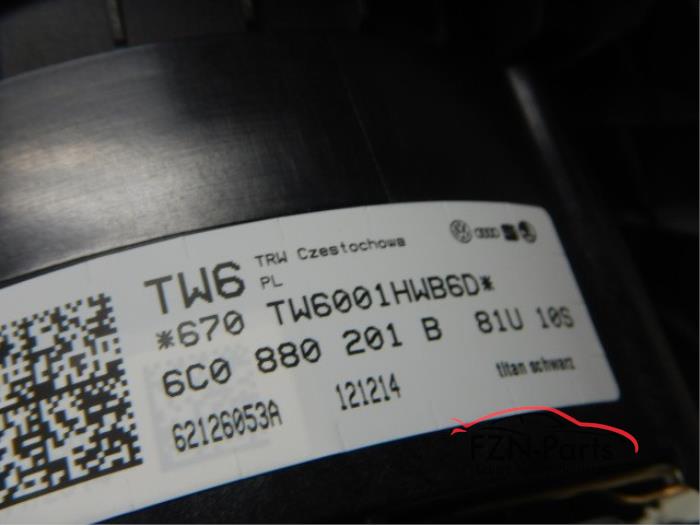 TW6 TRW Czestochowa
PL
*670 TW6001HWB6D*
6C0 880 201 B 81U 10S
62126053A 121214 titan schwarz
FZN-Parts